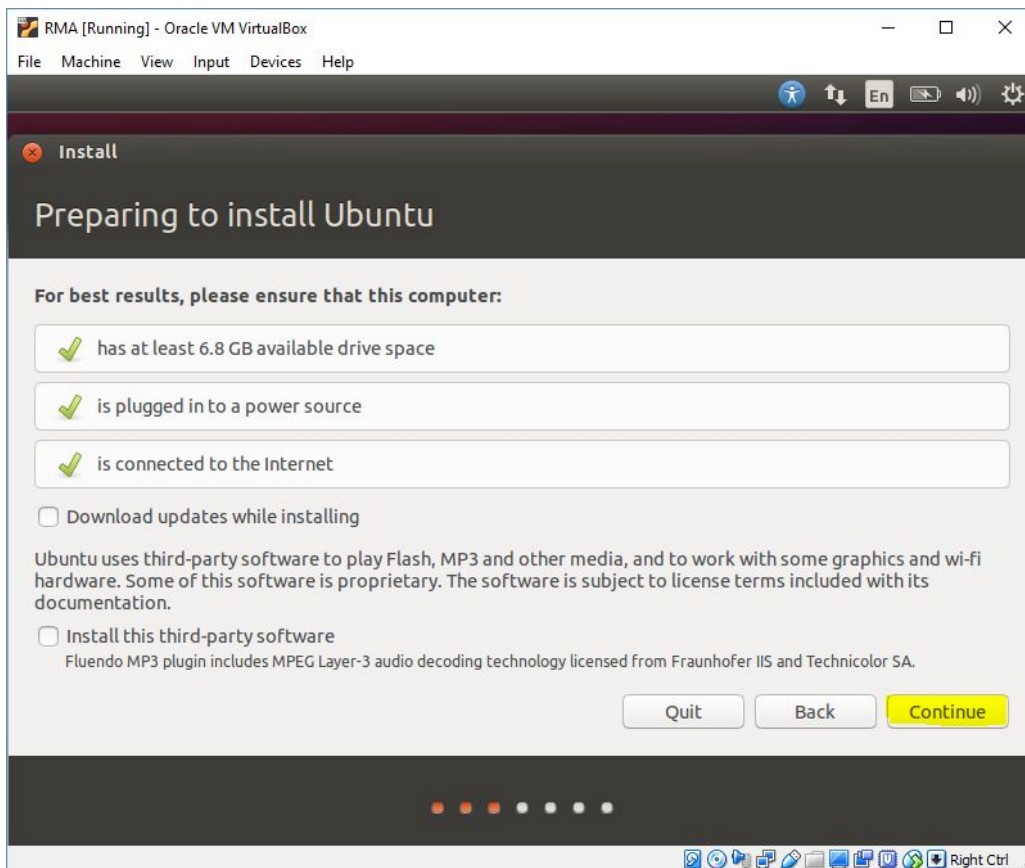 RMA [Running] - Oracle VM VirtualBox
File Machine View Input Devices Help
En
Install
Preparing to install Ubuntu
For best results, please ensure that this computer:
has at least 6.8 GB available drive space
is plugged in to a power source
is connected to the Internet
Download updates while installing
Ubuntu uses third-party software to play Flash, MP3 and other media, and to work with some graphics and wi-fi
hardware. Some of this software is proprietary. The software is subject to license terms included with its
documentation.
Install this third-party software
Fluendo MP3 plugin includes MPEG Layer-3 audio decoding technology licensed from Fraunhofer IIS and Technicolor SA.
Quit Back Continue
Right Ctrl